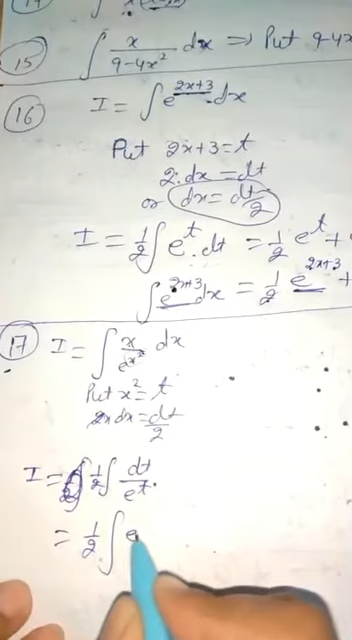 15 ∫ x/(9-4x²) dx => Put 9-4x
16 I = ∫ e^(2x+3) . dx
Put 2x+3=t
2.dx = dt
or dx = dt/2
I = 1/2 ∫ e^t . dt = 1/2 e^t +
∫ e^(2x+3) dx = 1/2 e^(2x+3) +
17 I = ∫ x/e^(x²) dx
Put x² = t
2x dx = dt/2
I = 1/2 ∫ dt/e^t .
= 1/2 ∫ e